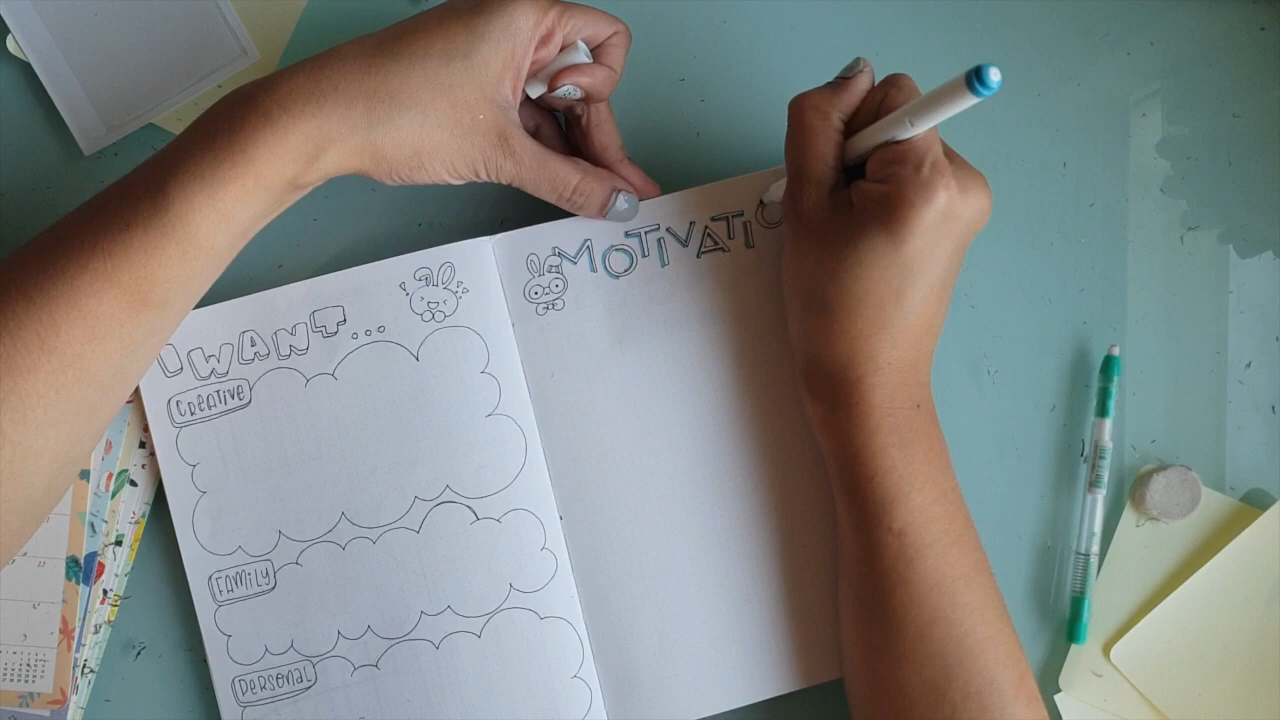 I WANT...
CREATIVE
FAMILY
PERSONAL
MOTIVATIO